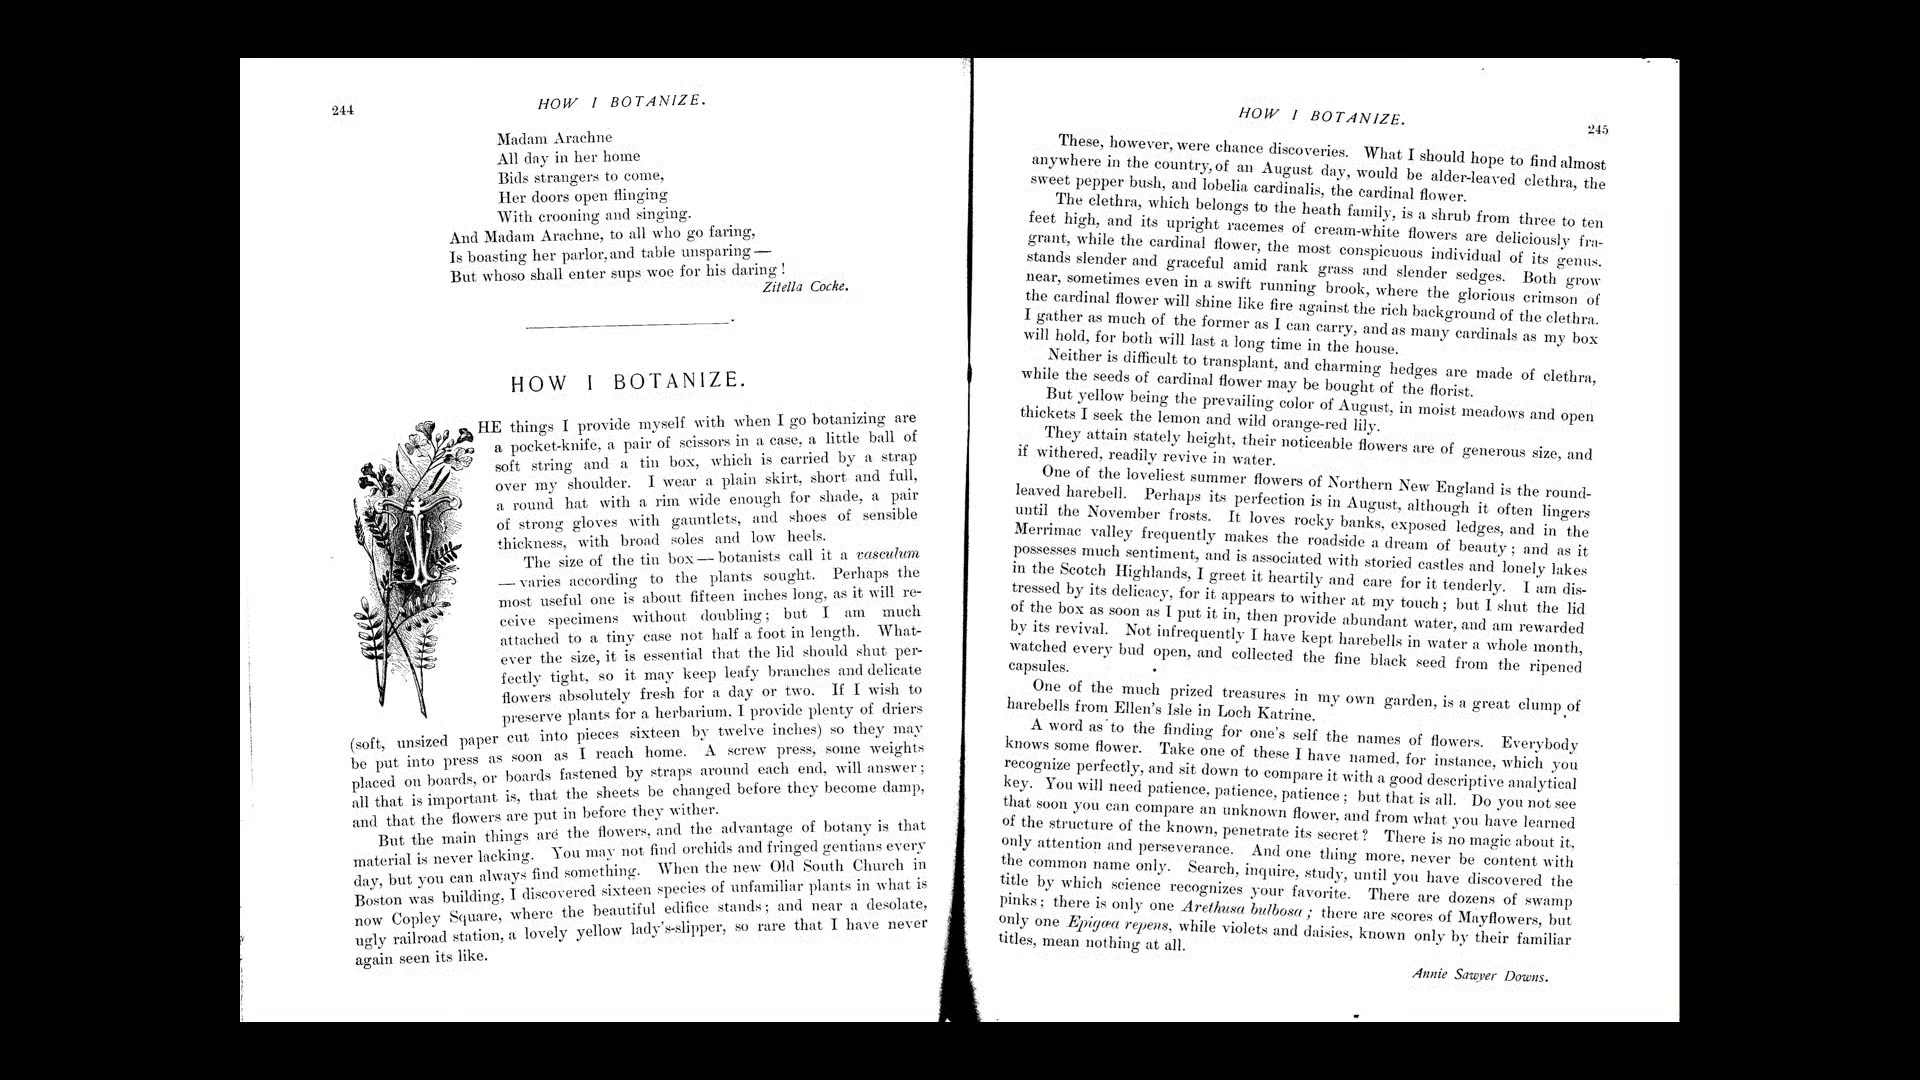 244
HOW I BOTANIZE.
Madam Arachne
All day in her home
Bids strangers to come,
Her doors open flinging
With crooning and singing.
And Madam Arachne, to all who go faring,
Is boasting her parlor, and table unsparing —
But whoso shall enter sups woe for his daring!
Zitella Cocke.
HOW I BOTANIZE.
THE things I provide myself with when I go botanizing are
a pocket-knife, a pair of scissors in a case, a little ball of
soft string and a tin box, which is carried by a strap
over my shoulder. I wear a plain skirt, short and full,
a round hat with a rim wide enough for shade, a pair
of strong gloves with gauntlets, and shoes of sensible
thickness, with broad soles and low heels.
The size of the tin box — botanists call it a vasculum
— varies according to the plants sought. Perhaps the
most useful one is about fifteen inches long, as it will re-
ceive specimens without doubling; but I am much
attached to a tiny case not half a foot in length. What-
ever the size, it is essential that the lid should shut per-
fectly tight, so it may keep leafy branches and delicate
flowers absolutely fresh for a day or two. If I wish to
preserve plants for a herbarium, I provide plenty of driers
(soft, unsized paper cut into pieces sixteen by twelve inches) so they may
be put into press as soon as I reach home. A screw press, some weights
placed on boards, or boards fastened by straps around each end, will answer;
all that is important is, that the sheets be changed before they become damp,
and that the flowers are put in before they wither.
But the main things are the flowers, and the advantage of botany is that
material is never lacking. You may not find orchids and fringed gentians every
day, but you can always find something. When the new Old South Church in
Boston was building, I discovered sixteen species of unfamiliar plants in what is
now Copley Square, where the beautiful edifice stands; and near a desolate,
ugly railroad station, a lovely yellow lady's-slipper, so rare that I have never
again seen its like.
HOW I BOTANIZE.
245
These, however, were chance discoveries. What I should hope to find almost
anywhere in the country, of an August day, would be alder-leaved clethra, the
sweet pepper bush, and lobelia cardinalis, the cardinal flower.
The clethra, which belongs to the heath family, is a shrub from three to ten
feet high, and its upright racemes of cream-white flowers are deliciously fra-
grant, while the cardinal flower, the most conspicuous individual of its genus,
stands slender and graceful amid rank grass and slender sedges. Both grow
near, sometimes even in a swift running brook, where the glorious crimson of
the cardinal flower will shine like fire against the rich background of the clethra.
I gather as much of the former as I can carry, and as many cardinals as my box
will hold, for both will last a long time in the house.
Neither is difficult to transplant, and charming hedges are made of clethra,
while the seeds of cardinal flower may be bought of the florist.
But yellow being the prevailing color of August, in moist meadows and open
thickets I seek the lemon and wild orange-red lily.
They attain stately height, their noticeable flowers are of generous size, and
if withered, readily revive in water.
One of the loveliest summer flowers of Northern New England is the round-
leaved harebell. Perhaps its perfection is in August, although it often lingers
until the November frosts. It loves rocky banks, exposed ledges, and in the
Merrimac valley frequently makes the roadside a dream of beauty; and as it
possesses much sentiment, and is associated with storied castles and lonely lakes
in the Scotch Highlands, I greet it heartily and care for it tenderly. I am dis-
tressed by its delicacy, for it appears to wither at my touch; but I shut the lid
of the box as soon as I put it in, then provide abundant water, and am rewarded
by its revival. Not infrequently I have kept harebells in water a whole month,
watched every bud open, and collected the fine black seed from the ripened
capsules.
One of the much prized treasures in my own garden, is a great clump of
harebells from Ellen's Isle in Loch Katrine.
A word as to the finding for one's self the names of flowers. Everybody
knows some flower. Take one of these I have named, for instance, which you
recognize perfectly, and sit down to compare it with a good descriptive analytical
key. You will need patience, patience, patience; but that is all. Do you not see
that soon you can compare an unknown flower, and from what you have learned
of the structure of the known, penetrate its secret? There is no magic about it,
only attention and perseverance. And one thing more, never be content with
the common name only. Search, inquire, study, until you have discovered the
title by which science recognizes your favorite. There are dozens of swamp
pinks; there is only one Arethusa bulbosa; there are scores of Mayflowers, but
only one Epigæa repens, while violets and daisies, known only by their familiar
titles, mean nothing at all.
Annie Sawyer Downs.